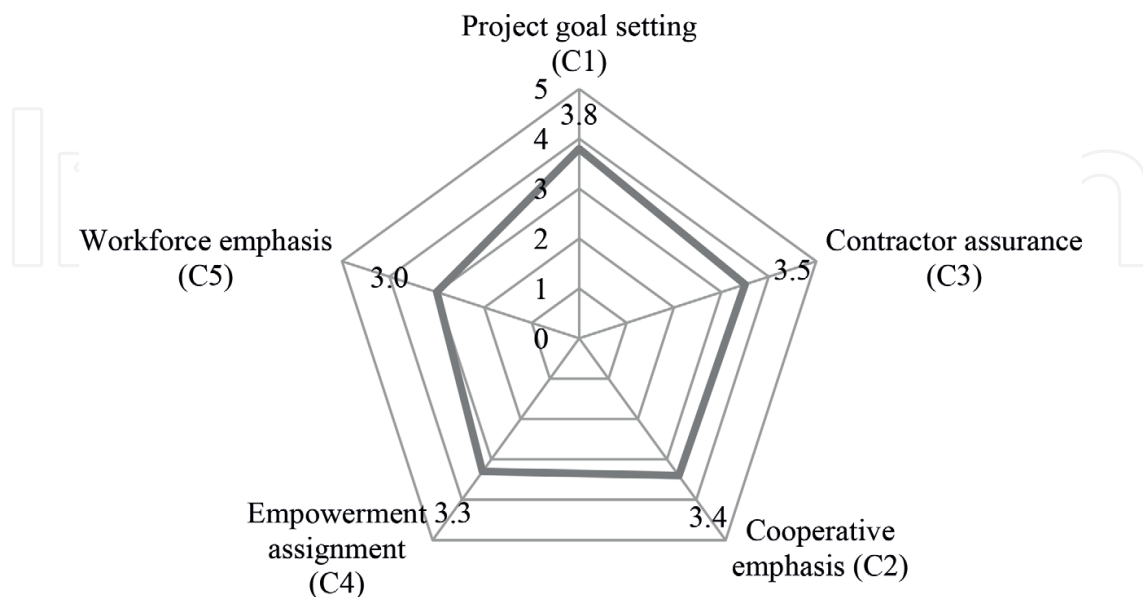 Project goal setting
(C1)
5
3.8
4
3
2
1
0
Workforce emphasis
(C5)
3.0
Contractor assurance
(C3)
3.5
Empowerment
assignment
(C4)
3.3
3.4
Cooperative
emphasis (C2)